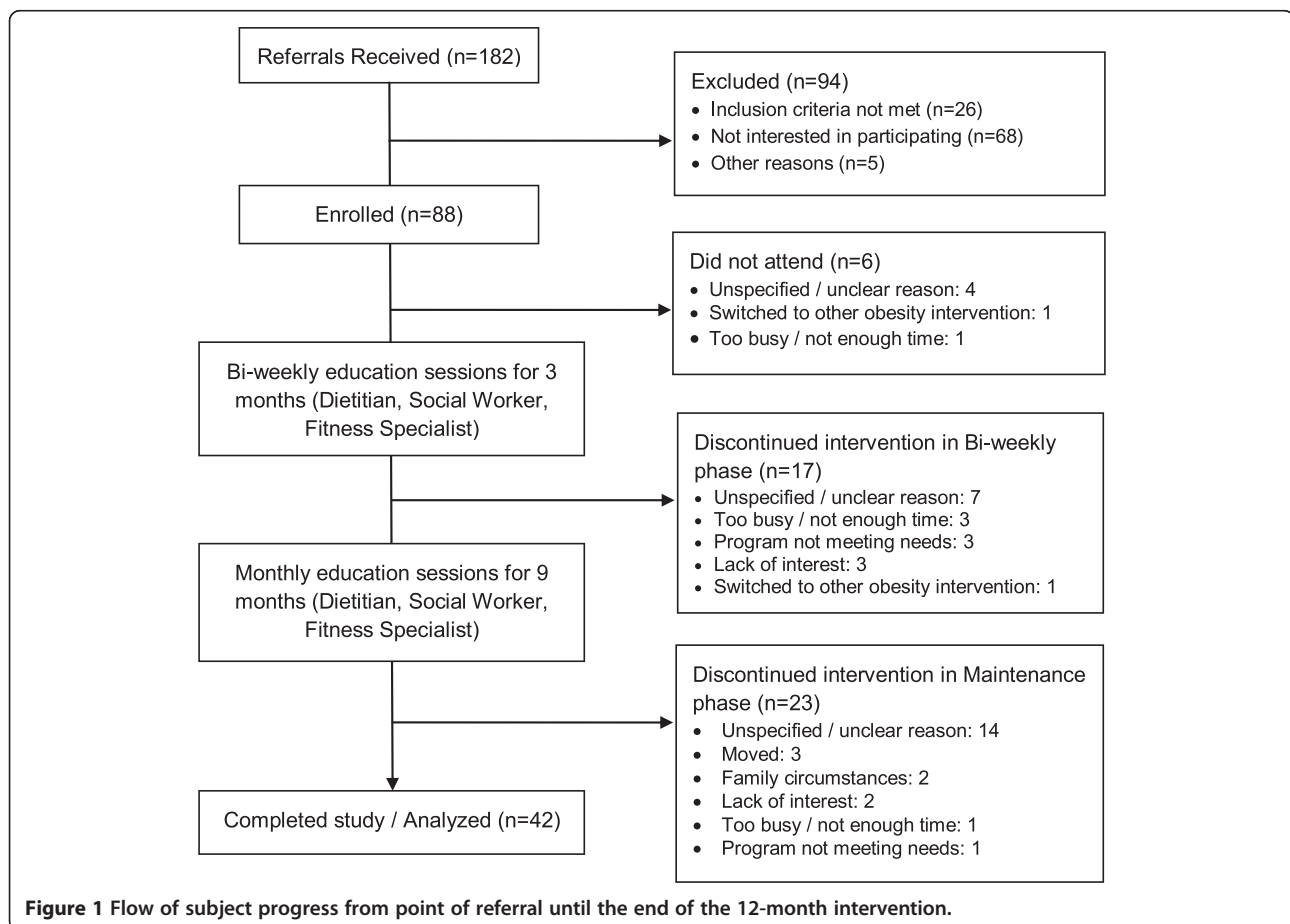 Referrals Received (n=182)
Excluded (n=94)
• Inclusion criteria not met (n=26)
• Not interested in participating (n=68)
• Other reasons (n=5)
Enrolled (n=88)
Did not attend (n=6)
• Unspecified / unclear reason: 4
• Switched to other obesity intervention: 1
• Too busy / not enough time: 1
Bi-weekly education sessions for 3
months (Dietitian, Social Worker,
Fitness Specialist)
Discontinued intervention in Bi-weekly
phase (n=17)
• Unspecified / unclear reason: 7
• Too busy / not enough time: 3
• Program not meeting needs: 3
• Lack of interest: 3
• Switched to other obesity intervention: 1
Monthly education sessions for 9
months (Dietitian, Social Worker,
Fitness Specialist)
Discontinued intervention in Maintenance
phase (n=23)
• Unspecified / unclear reason: 14
• Moved: 3
• Family circumstances: 2
• Lack of interest: 2
• Too busy / not enough time: 1
• Program not meeting needs: 1
Completed study / Analyzed (n=42)
Figure 1 Flow of subject progress from point of referral until the end of the 12-month intervention.